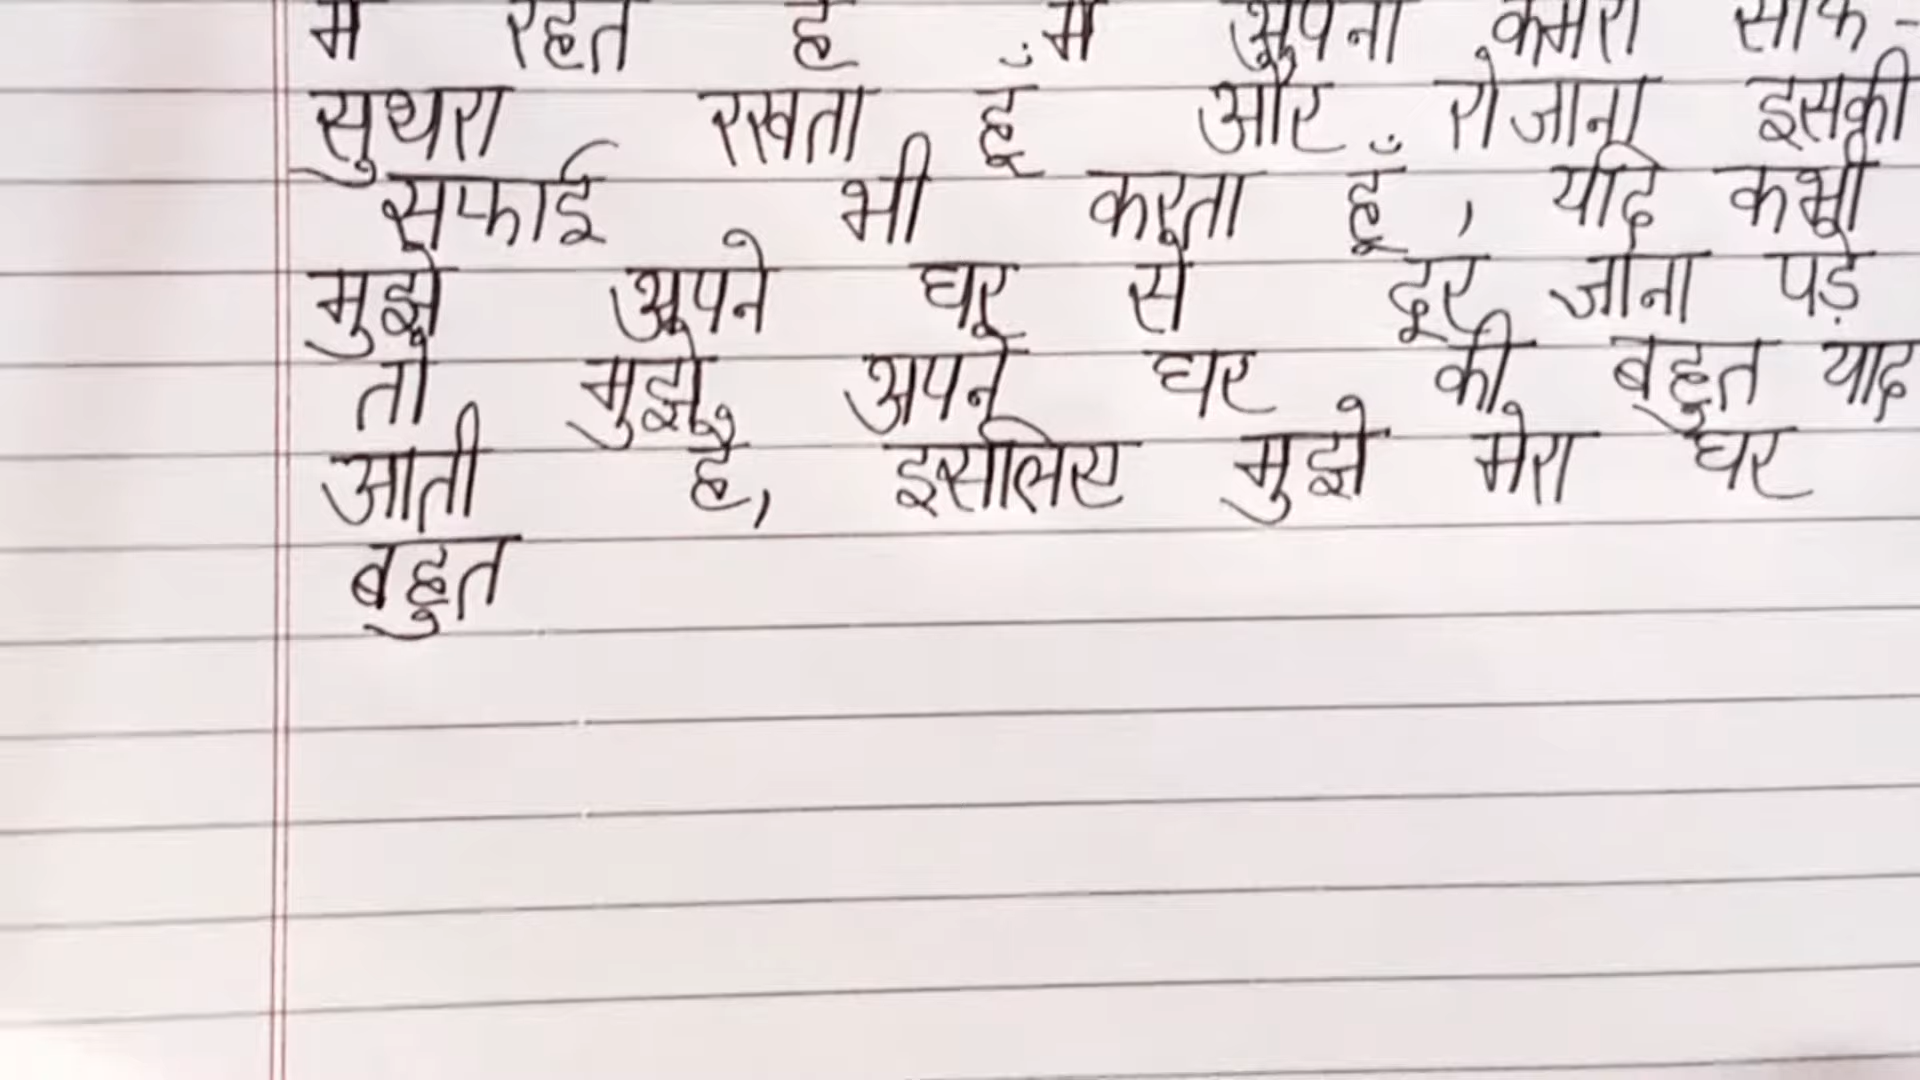 में रहते हैं मैं अपना कमरा साफ-
सुथरा रखता हूँ और रोजाना इसकी
सफाई भी करता हूँ, यदि कभी
मुझे अपने घर से दूर जाना पड़े
तो मुझे अपने घर की बहुत याद
आती है, इसलिए मुझे मेरा घर
बहुत